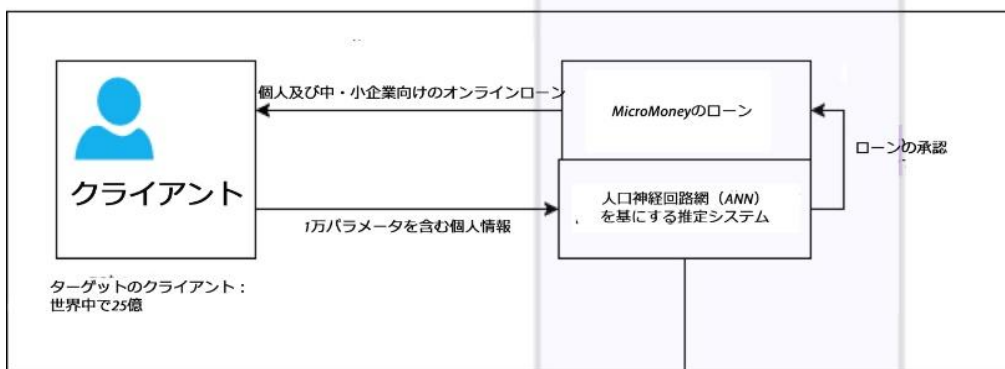 個人及び中・小企業向けのオンラインローン
MicroMoneyのローン
ローンの承認
クライアント
人口神経回路網（ANN）
を基にする推定システム
1万パラメータを含む個人情報
ターゲットのクライアント：
世界中で25億